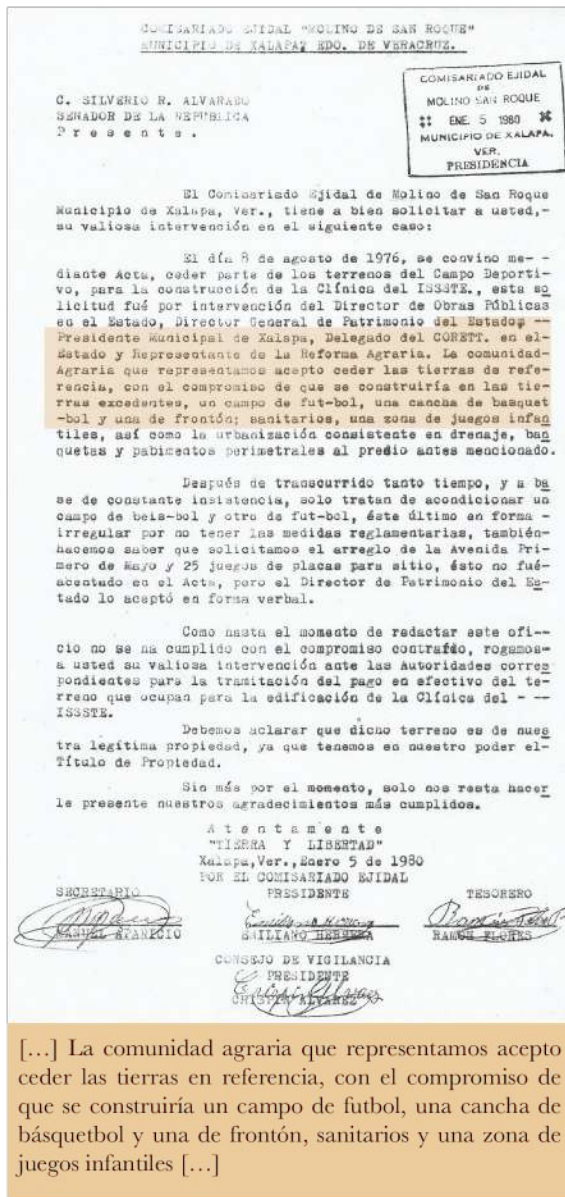 COMISARIADO EJIDAL "MOLINO DE SAN ROQUE"
MUNICIPIO DE XALAPA? EDO. DE VERACRUZ.
COMISARIADO EJIDAL
DE
MOLINO SAN ROQUE
ENE. 5 1980
MUNICIPIO DE XALAPA,
VER.
PRESIDENCIA
C. SILVERIO R. ALVARADO
SENADOR DE LA REPUBLICA
P r e s e n t e .
El Comisariado Ejidal de Molino de San Roque
Municipio de Xalapa, Ver., tiene a bien solicitar a usted,-
su valiosa intervención en el siguiente caso:
El día 8 de agosto de 1976, se convino me- -
diante Acta, ceder parte de los terrenos del Campo Deporti-
vo, para la construcción de la Clínica del ISSSTE., esta so
licitud fué por intervención del Director de Obras Públicas
en el Estado, Director General de Patrimonio del Estado, --
Presidente Municipal de Xalapa, Delegado del CORETT. en el-
Estado y Representante de la Reforma Agraria. La comunidad-
Agraria que representamos acepto ceder las tierras de refe-
rencia, con el compromiso de que se construiría en las tie-
rras excedentes, un campo de fut-bol, una cancha de basquet
-bol y una de frontón; sanitarios, una zona de juegos infan
tiles, así como la urbanización consistente en drenaje, ban
quetas y pabimentos perimetrales al predio antes mencionado.
Después de transcurrido tanto tiempo, y a ba
se de constante insistencia, solo tratan de acondicionar un
campo de beis-bol y otro de fut-bol, éste último en forma -
irregular por no tener las medidas reglamentarias, también-
hacemos saber que solicitamos el arreglo de la Avenida Pri-
mero de Mayo y 25 juegos de placas para sitio, ésto no fué-
acentado en el Acta, pero el Director de Patrimonio del Es-
tado lo aceptó en forma verbal.
Como hasta el momento de redactar este ofi--
cio no se ha cumplido con el compromiso contraído, rogamos-
a usted su valiosa intervención ante las Autoridades corres
pondientes para la tramitación del pago en efectivo del te-
rreno que ocupan para la edificación de la Clínica del - --
ISSSTE.
Debemos aclarar que dicho terreno es de nues
tra legítima propiedad, ya que tenemos en nuestro poder el-
Título de Propiedad.
Sin más por el momento, solo nos resta hacer
le presente nuestros agradecimientos más cumplidos.
A t e n t a m e n t e
"TIERRA Y LIBERTAD"
Xalapa,Ver.,Enero 5 de 1980
POR EL COMISARIADO EJIDAL
SECRETARIO PRESIDENTE TESORERO
MANUEL APARICIO EMILIANO HERRERA RAMON FLORES
CONSEJO DE VIGILANCIA
PRESIDENTE
CRISPIN ALVAREZ
[…] La comunidad agraria que representamos acepto
ceder las tierras en referencia, con el compromiso de
que se construiría un campo de futbol, una cancha de
básquetbol y una de frontón, sanitarios y una zona de
juegos infantiles […]